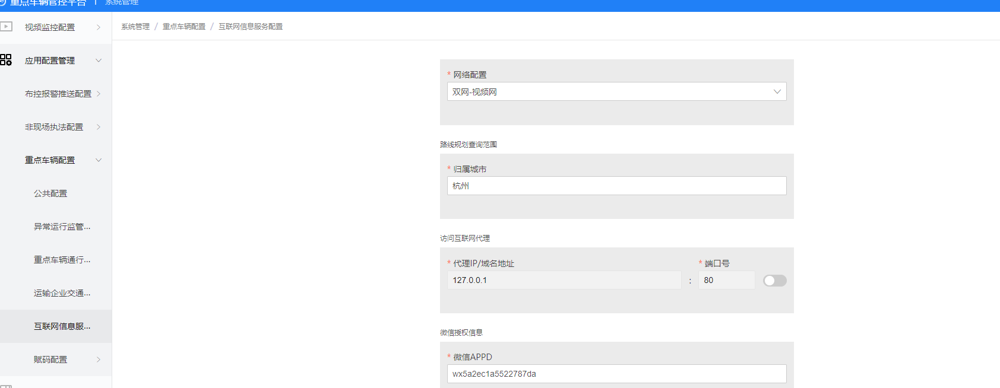 重点车辆管控平台 | 系统管理
视频监控配置
应用配置管理
布控报警推送配置
非现场执法配置
重点车辆配置
公共配置
异常运行监管...
重点车辆通行...
运输企业交通...
互联网信息服...
赋码配置
系统管理 / 重点车辆配置 / 互联网信息服务配置
* 网络配置
双网-视频网
路线规划查询范围
* 归属城市
杭州
访问互联网代理
* 代理IP/域名地址
* 端口号
127.0.0.1 : 80
微信授权信息
* 微信APPD
wx5a2ec1a5522787da